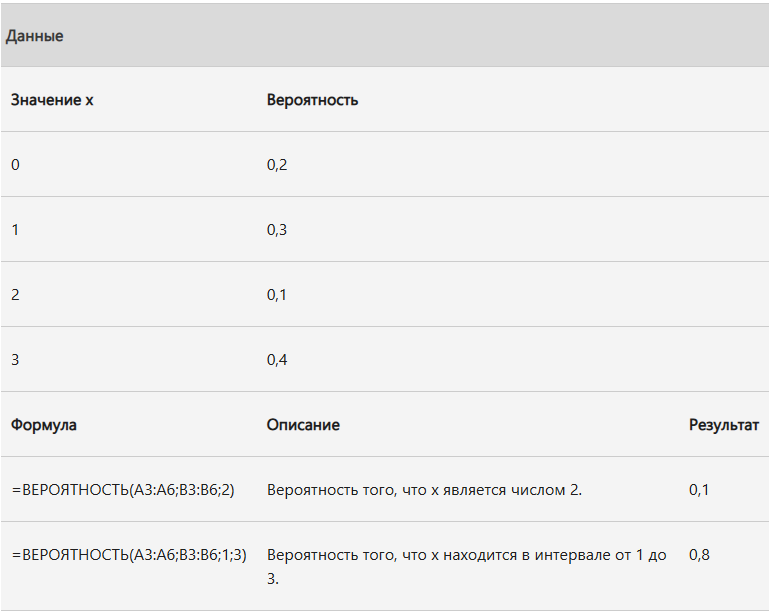 Данные
Значение x Вероятность
0 0,2
1 0,3
2 0,1
3 0,4
Формула Описание Результат
=ВЕРОЯТНОСТЬ(A3:A6;B3:B6;2) Вероятность того, что x является числом 2. 0,1
=ВЕРОЯТНОСТЬ(A3:A6;B3:B6;1;3) Вероятность того, что x находится в интервале от 1 до 0,8
3.